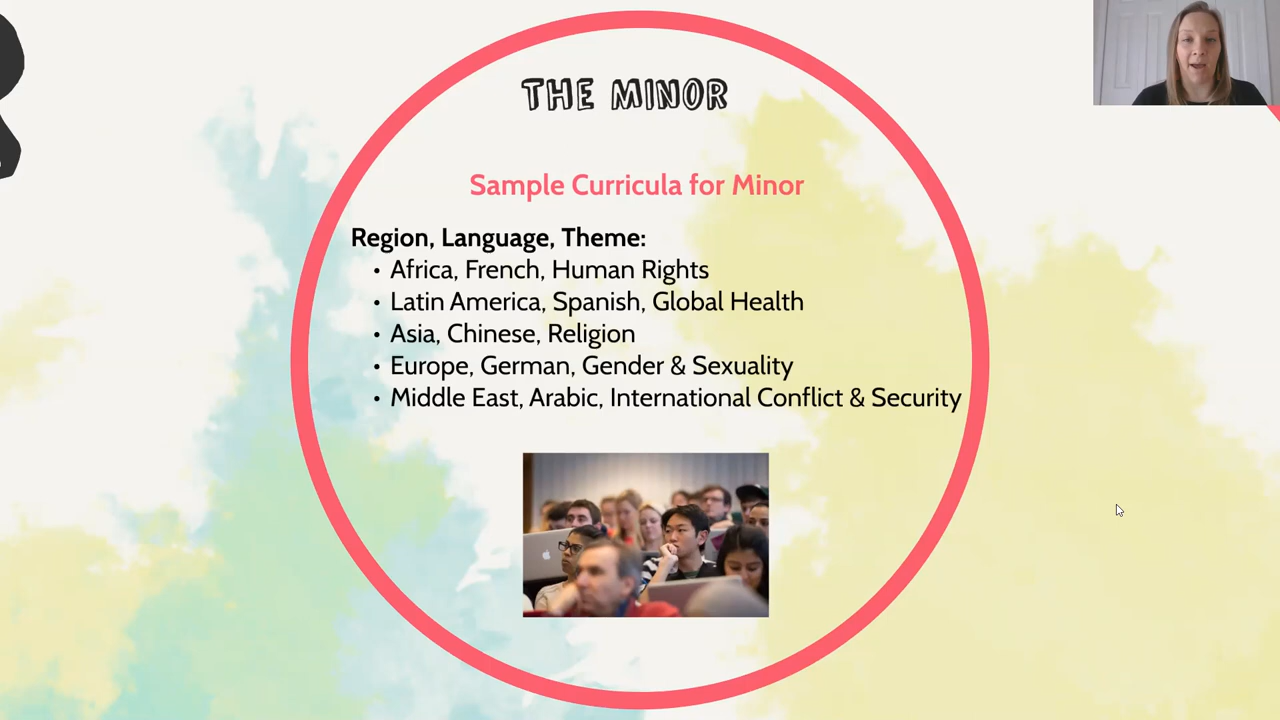 THE MINOR
Sample Curricula for Minor
Region, Language, Theme:
• Africa, French, Human Rights
• Latin America, Spanish, Global Health
• Asia, Chinese, Religion
• Europe, German, Gender & Sexuality
• Middle East, Arabic, International Conflict & Security